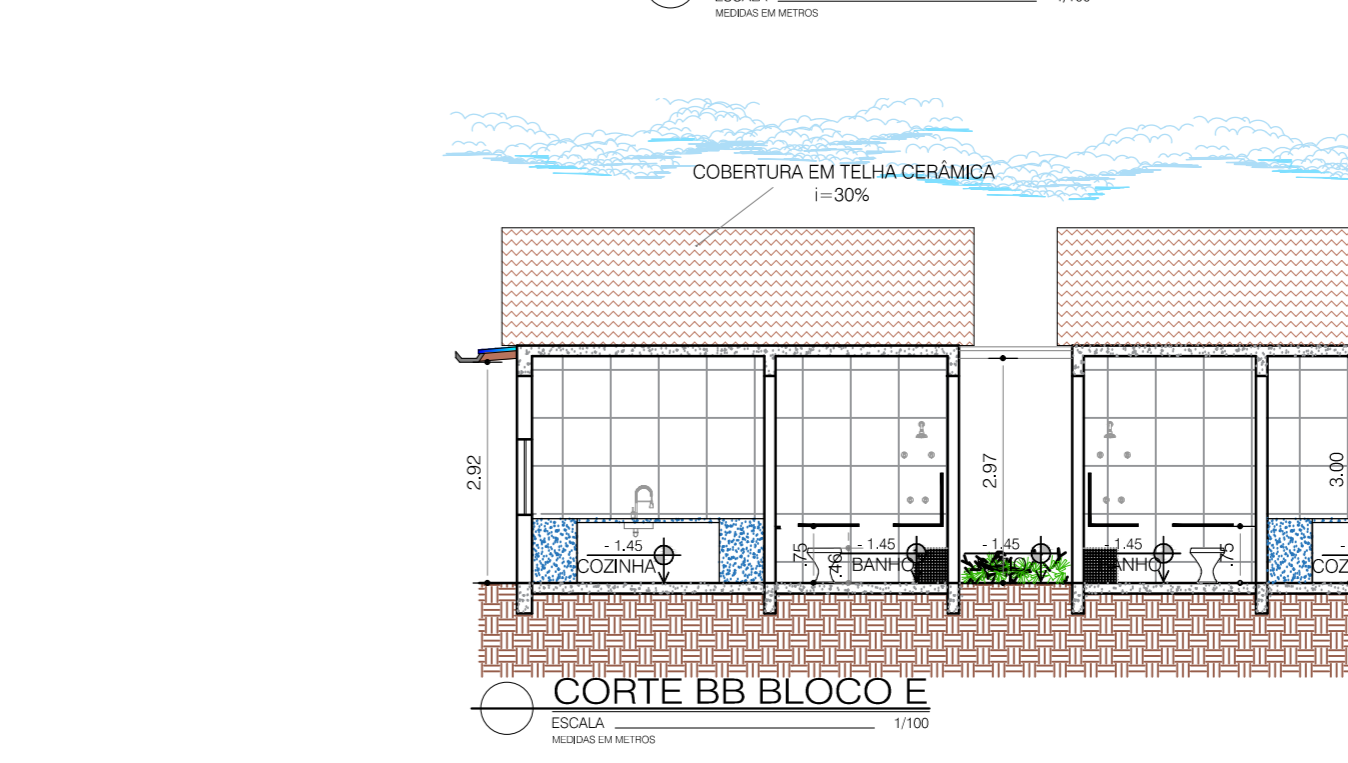 MEDIDAS EM METROS
COBERTURA EM TELHA CERÂMICA
i=30%
2.92
2.97
3.00
- 1.45
COZINHA
.75
- 1.45
BANHO
- 1.45
- 1.45
BANHO
.75
CORTE BB BLOCO E
ESCALA 1/100
MEDIDAS EM METROS